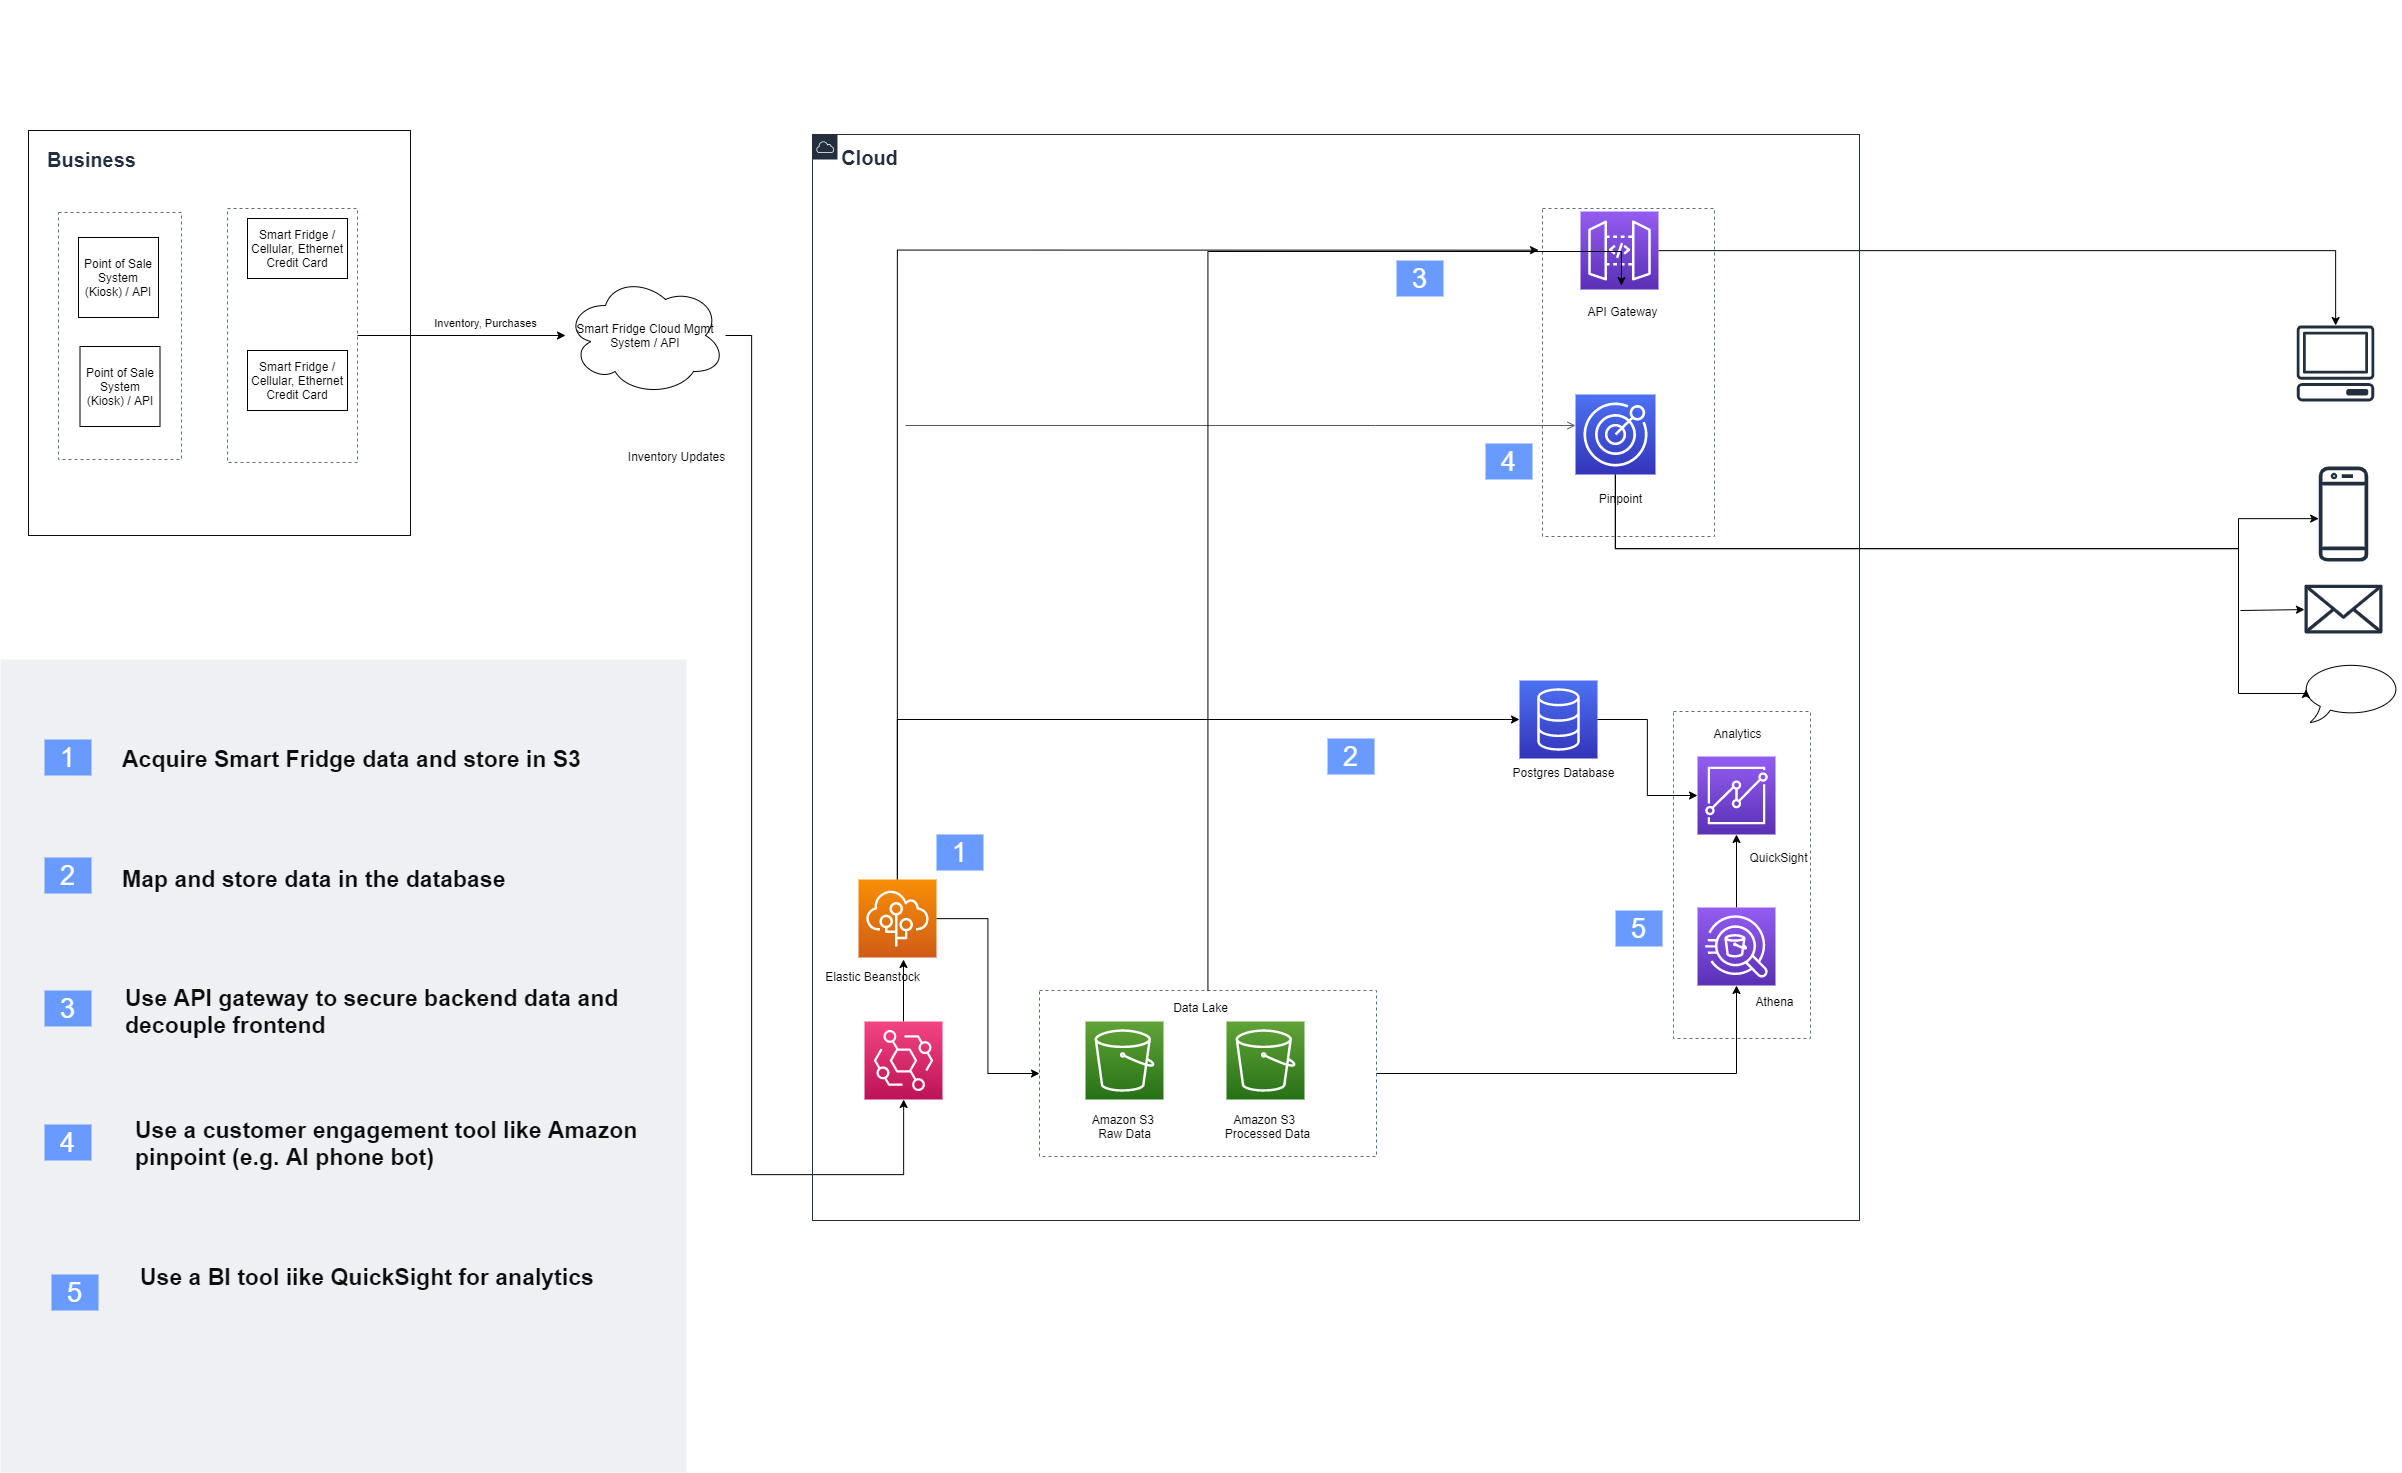 Business
Point of Sale
System
(Kiosk) / API
Point of Sale
System
(Kiosk) / API
Smart Fridge /
Cellular, Ethernet
Credit Card
Smart Fridge /
Cellular, Ethernet
Credit Card
Inventory, Purchases
Smart Fridge Cloud Mgmt
System / API
Inventory Updates
Cloud
3
API Gateway
4
Pinpoint
2
Postgres Database
Analytics
QuickSight
5
Athena
1
Elastic Beanstock
Data Lake
Amazon S3
Raw Data
Amazon S3
Processed Data
1
Acquire Smart Fridge data and store in S3
2
Map and store data in the database
3
Use API gateway to secure backend data and
decouple frontend
4
Use a customer engagement tool like Amazon
pinpoint (e.g. AI phone bot)
5
Use a BI tool iike QuickSight for analytics